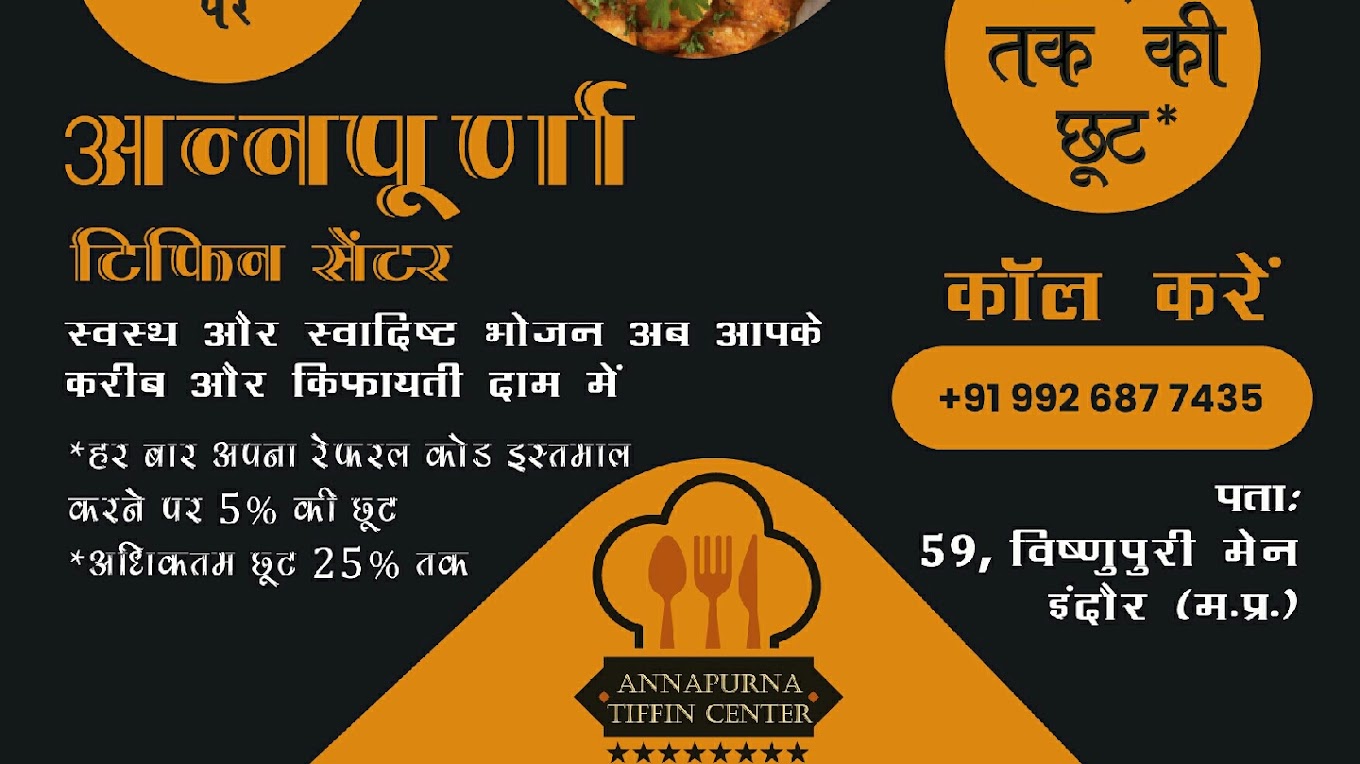 पर
तक की
छूट*
अन्नपूर्णा
टिफिन सेंटर
स्वस्थ और स्वादिष्ट भोजन अब आपके
करीब और किफायती दाम में
*हर बार अपना रेफरल कोड इस्तमाल
करने पर 5% की छूट
*अधिकतम छूट 25% तक
कॉल करें
+91 992 687 7435
पता:
59, विष्णुपुरी मेन
इंदौर (म.प्र.)
ANNAPURNA
TIFFIN CENTER